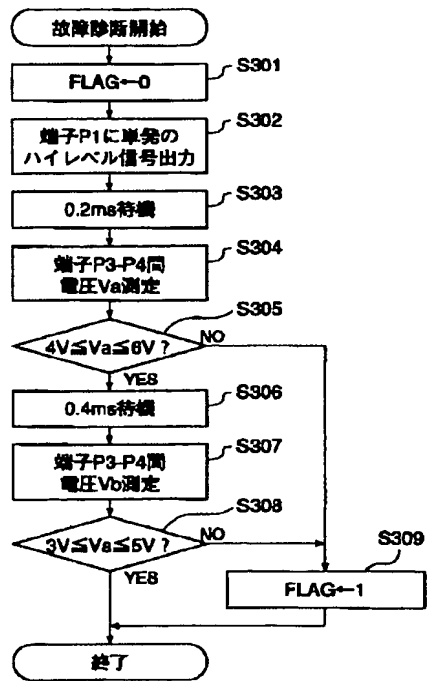 故障診断開始
S301
FLAG←0
S302
端子P1に単発の
ハイレベル信号出力
S303
0.2ms待機
S304
端子P3-P4間
電圧Va測定
S305
4V≦Va≦6V?
NO
YES
S306
0.4ms待機
S307
端子P3-P4間
電圧Vb測定
S308
3V≦Va≦5V?
NO
YES
S309
FLAG←1
終了